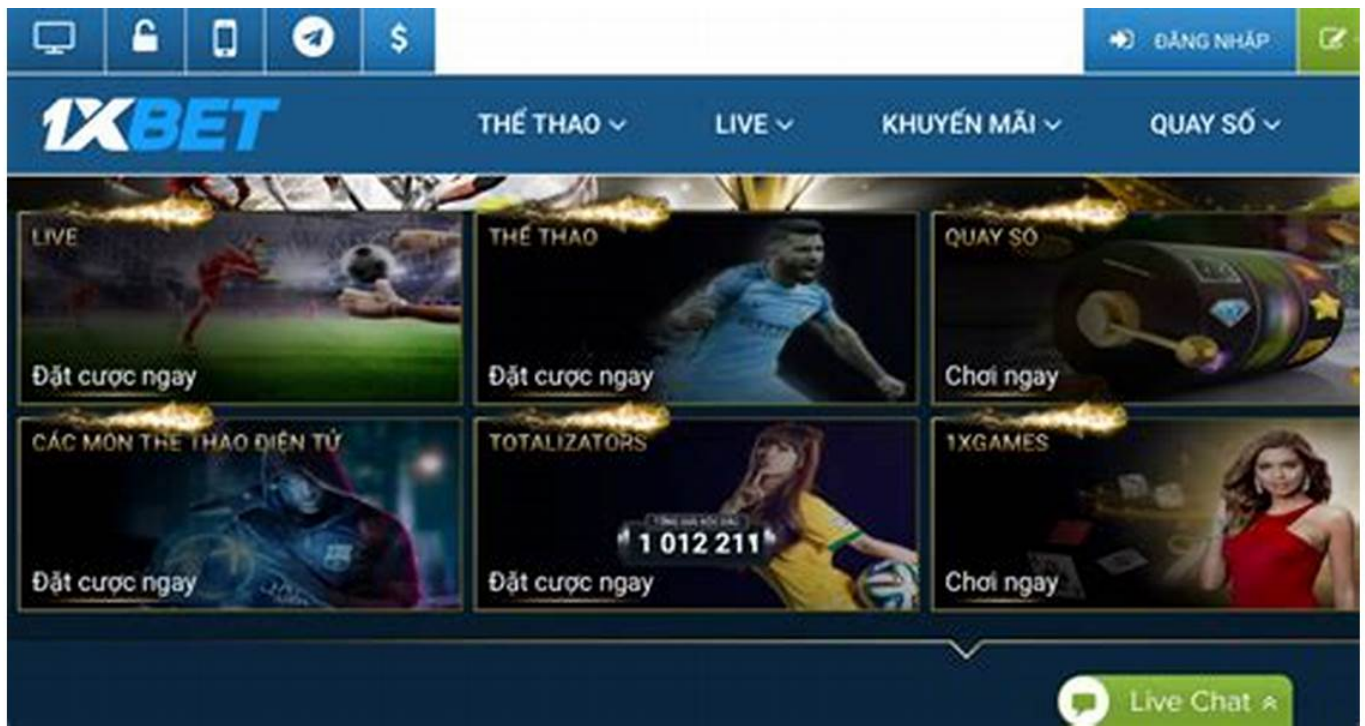 $
ĐĂNG NHẬP
1XBET
THỂ THAO
LIVE
KHUYẾN MÃI
QUAY SỐ
LIVE
THỂ THAO
QUAY SỐ
Đặt cược ngay
Đặt cược ngay
Chơi ngay
CÁC MÔN THỂ THAO ĐIỆN TỬ
TOTALIZATORS
1XGAMES
1 012 211
Đặt cược ngay
Đặt cược ngay
Chơi ngay
Live Chat